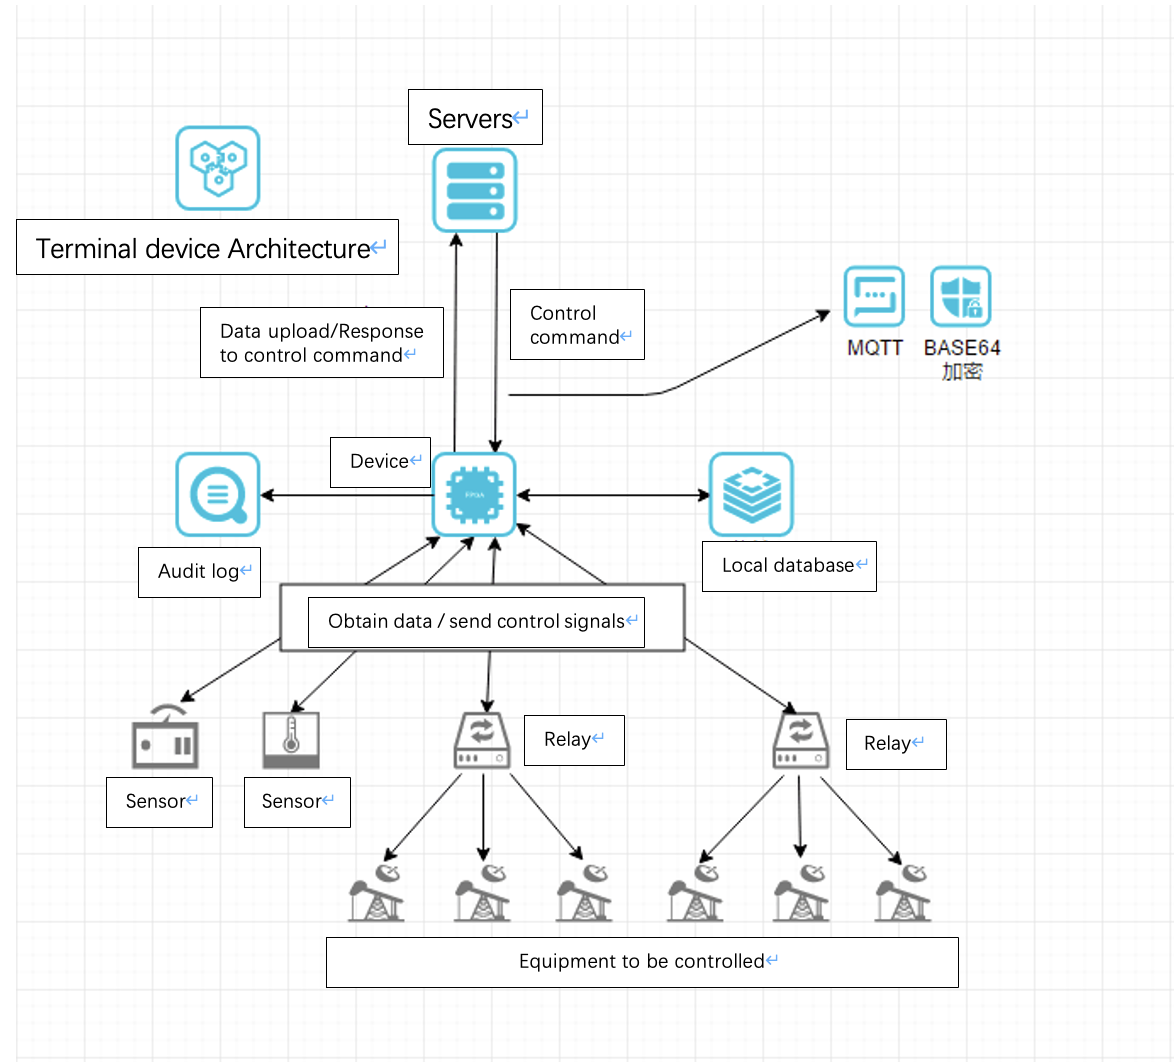 Servers
Terminal device Architecture
Data upload/Response
to control command
Control
command
MQTT
BASE64
加密
Device
FPGA
Audit log
Local database
Obtain data / send control signals
Relay
Relay
Sensor
Sensor
Equipment to be controlled